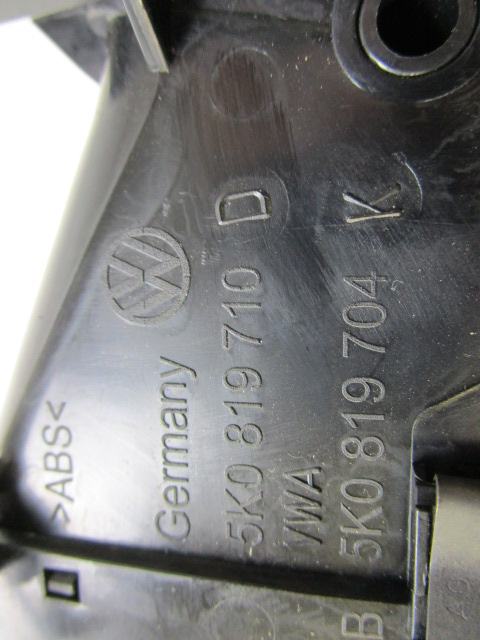 >ABS<
Germany
5K0 819 710 D
VWA
5K0 819 704 K
B